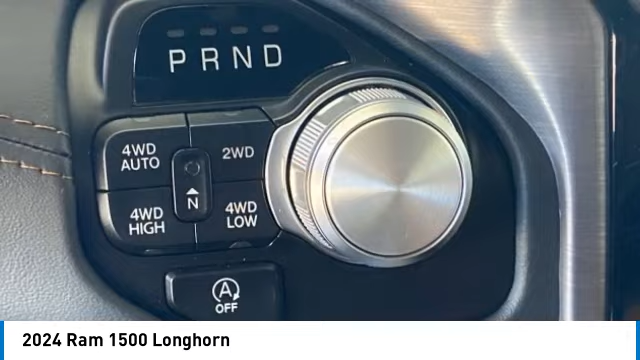 P R N D
4WD AUTO
2WD
N
4WD HIGH
4WD LOW
A
OFF
2024 Ram 1500 Longhorn